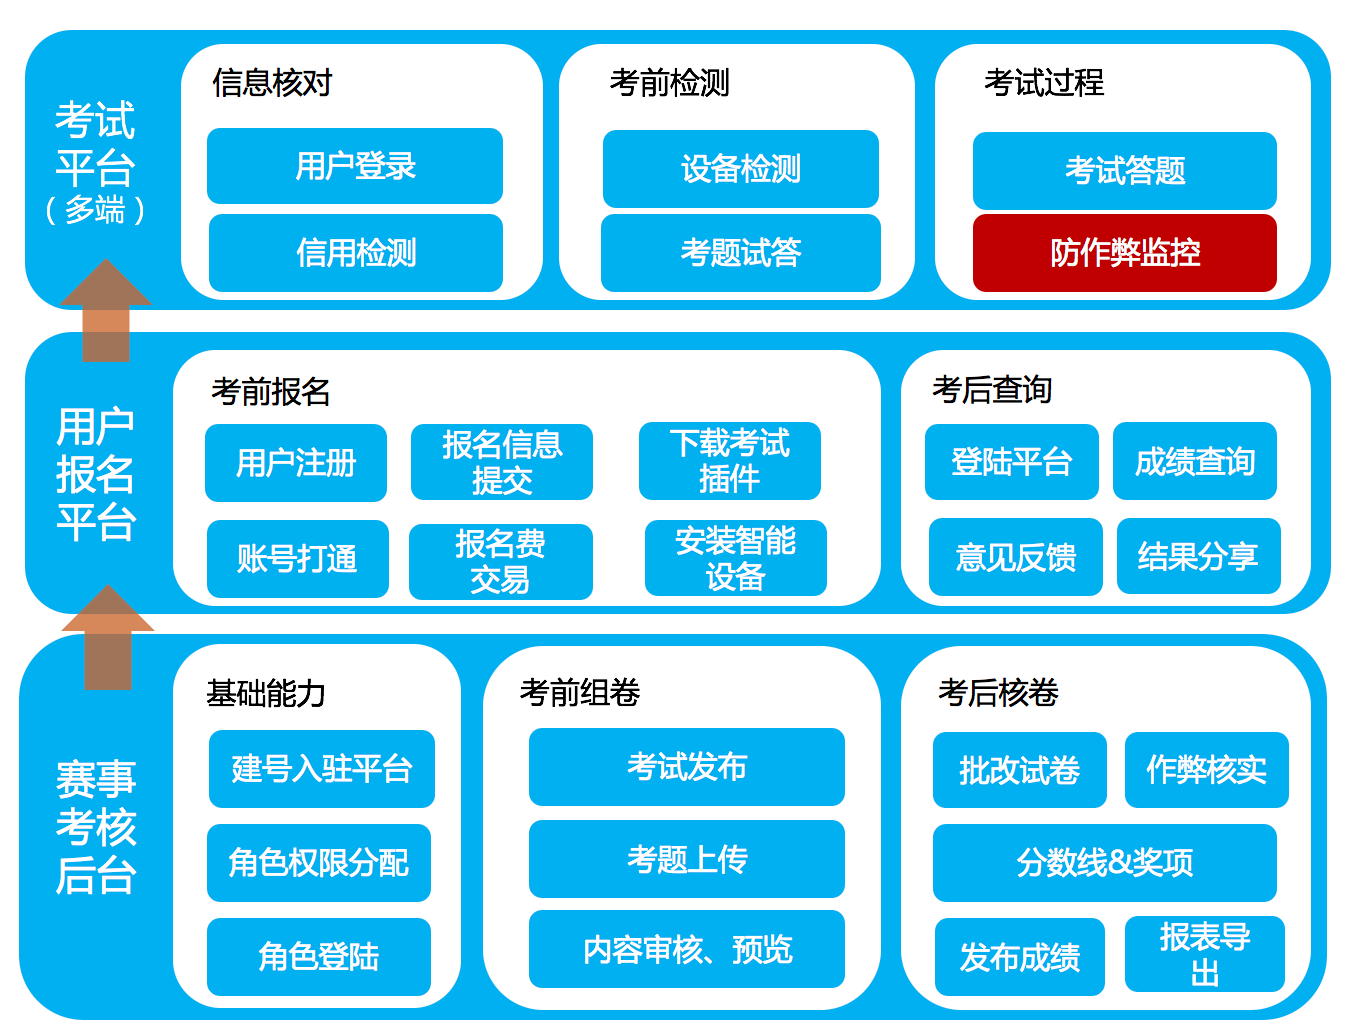 考试
平台
（多端）
信息核对
用户登录
信用检测
考前检测
设备检测
考题试答
考试过程
考试答题
防作弊监控
用户
报名
平台
考前报名
用户注册
报名信息
提交
下载考试
插件
账号打通
报名费
交易
安装智能
设备
考后查询
登陆平台
成绩查询
意见反馈
结果分享
赛事
考核
后台
基础能力
建号入驻平台
角色权限分配
角色登陆
考前组卷
考试发布
考题上传
内容审核、预览
考后核卷
批改试卷
作弊核实
分数线&奖项
发布成绩
报表导
出